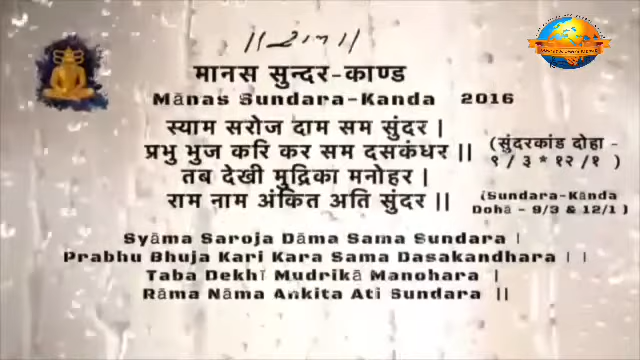 ||राम||
मानस सुन्दर-काण्ड
Mānas Sundara-Kanda 2016
स्याम सरोज दाम सम सुंदर |
प्रभु भुज करि कर सम दसकंधर ||
तब देखी मुद्रिका मनोहर |
राम नाम अंकित अति सुंदर ||
(सुंदरकांड दोहा -
९ / ३ * १२ /१ )
(Sundara-Kānda
Dohā - 9/3 & 12/1 )
Syāma Saroja Dāma Sama Sundara |
Prabhu Bhuja Kari Kara Sama Dasakandhara | |
Taba Dekhī Mudrikā Manohara |
Rāma Nāma Ankita Ati Sundara ||